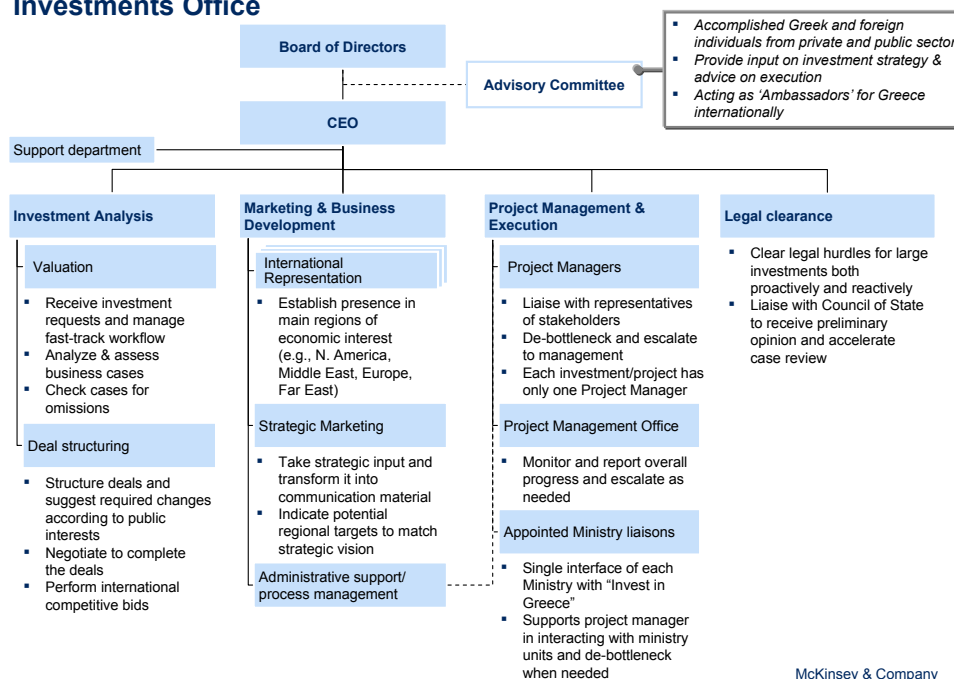 Investments Office
Board of Directors
Advisory Committee
▪ Accomplished Greek and foreign
individuals from private and public sector
▪ Provide input on investment strategy &
advice on execution
▪ Acting as ‘Ambassadors’ for Greece
internationally
CEO
Support department
Investment Analysis
Valuation
▪ Receive investment
requests and manage
fast-track workflow
▪ Analyze & assess
business cases
▪ Check cases for
omissions
Deal structuring
▪ Structure deals and
suggest required changes
according to public
interests
▪ Negotiate to complete
the deals
▪ Perform international
competitive bids
Marketing & Business
Development
International
Representation
▪ Establish presence in
main regions of
economic interest
(e.g., N. America,
Middle East, Europe,
Far East)
Strategic Marketing
▪ Take strategic input and
transform it into
communication material
▪ Indicate potential
regional targets to match
strategic vision
Administrative support/
process management
Project Management &
Execution
Project Managers
▪ Liaise with representatives
of stakeholders
▪ De-bottleneck and escalate
to management
▪ Each investment/project has
only one Project Manager
Project Management Office
▪ Monitor and report overall
progress and escalate as
needed
Appointed Ministry liaisons
▪ Single interface of each
Ministry with “Invest in
Greece”
▪ Supports project manager
in interacting with ministry
units and de-bottleneck
when needed
Legal clearance
▪ Clear legal hurdles for large
investments both
proactively and reactively
▪ Liaise with Council of State
to receive preliminary
opinion and accelerate
case review
McKinsey & Company